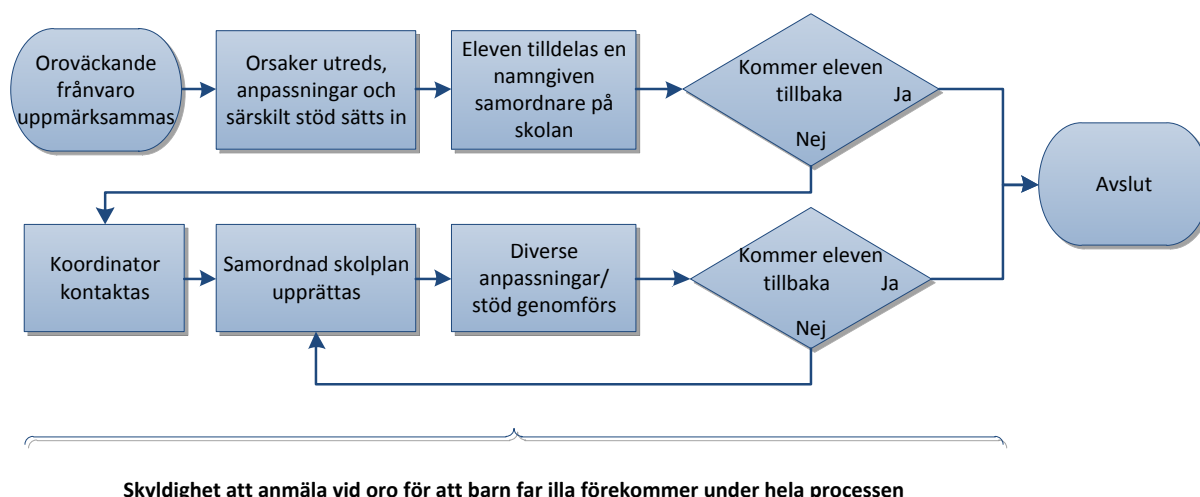 Oroväckande
frånvaro
uppmärksammas
Orsaker utreds,
anpassningar och
särskilt stöd sätts in
Eleven tilldelas en
namngiven
samordnare på
skolan
Kommer eleven
tillbaka
Ja
Nej
Avslut
Koordinator
kontaktas
Samordnad skolplan
upprättas
Diverse
anpassningar/
stöd genomförs
Kommer eleven
tillbaka
Ja
Nej
Skyldighet att anmäla vid oro för att barn far illa förekommer under hela processen